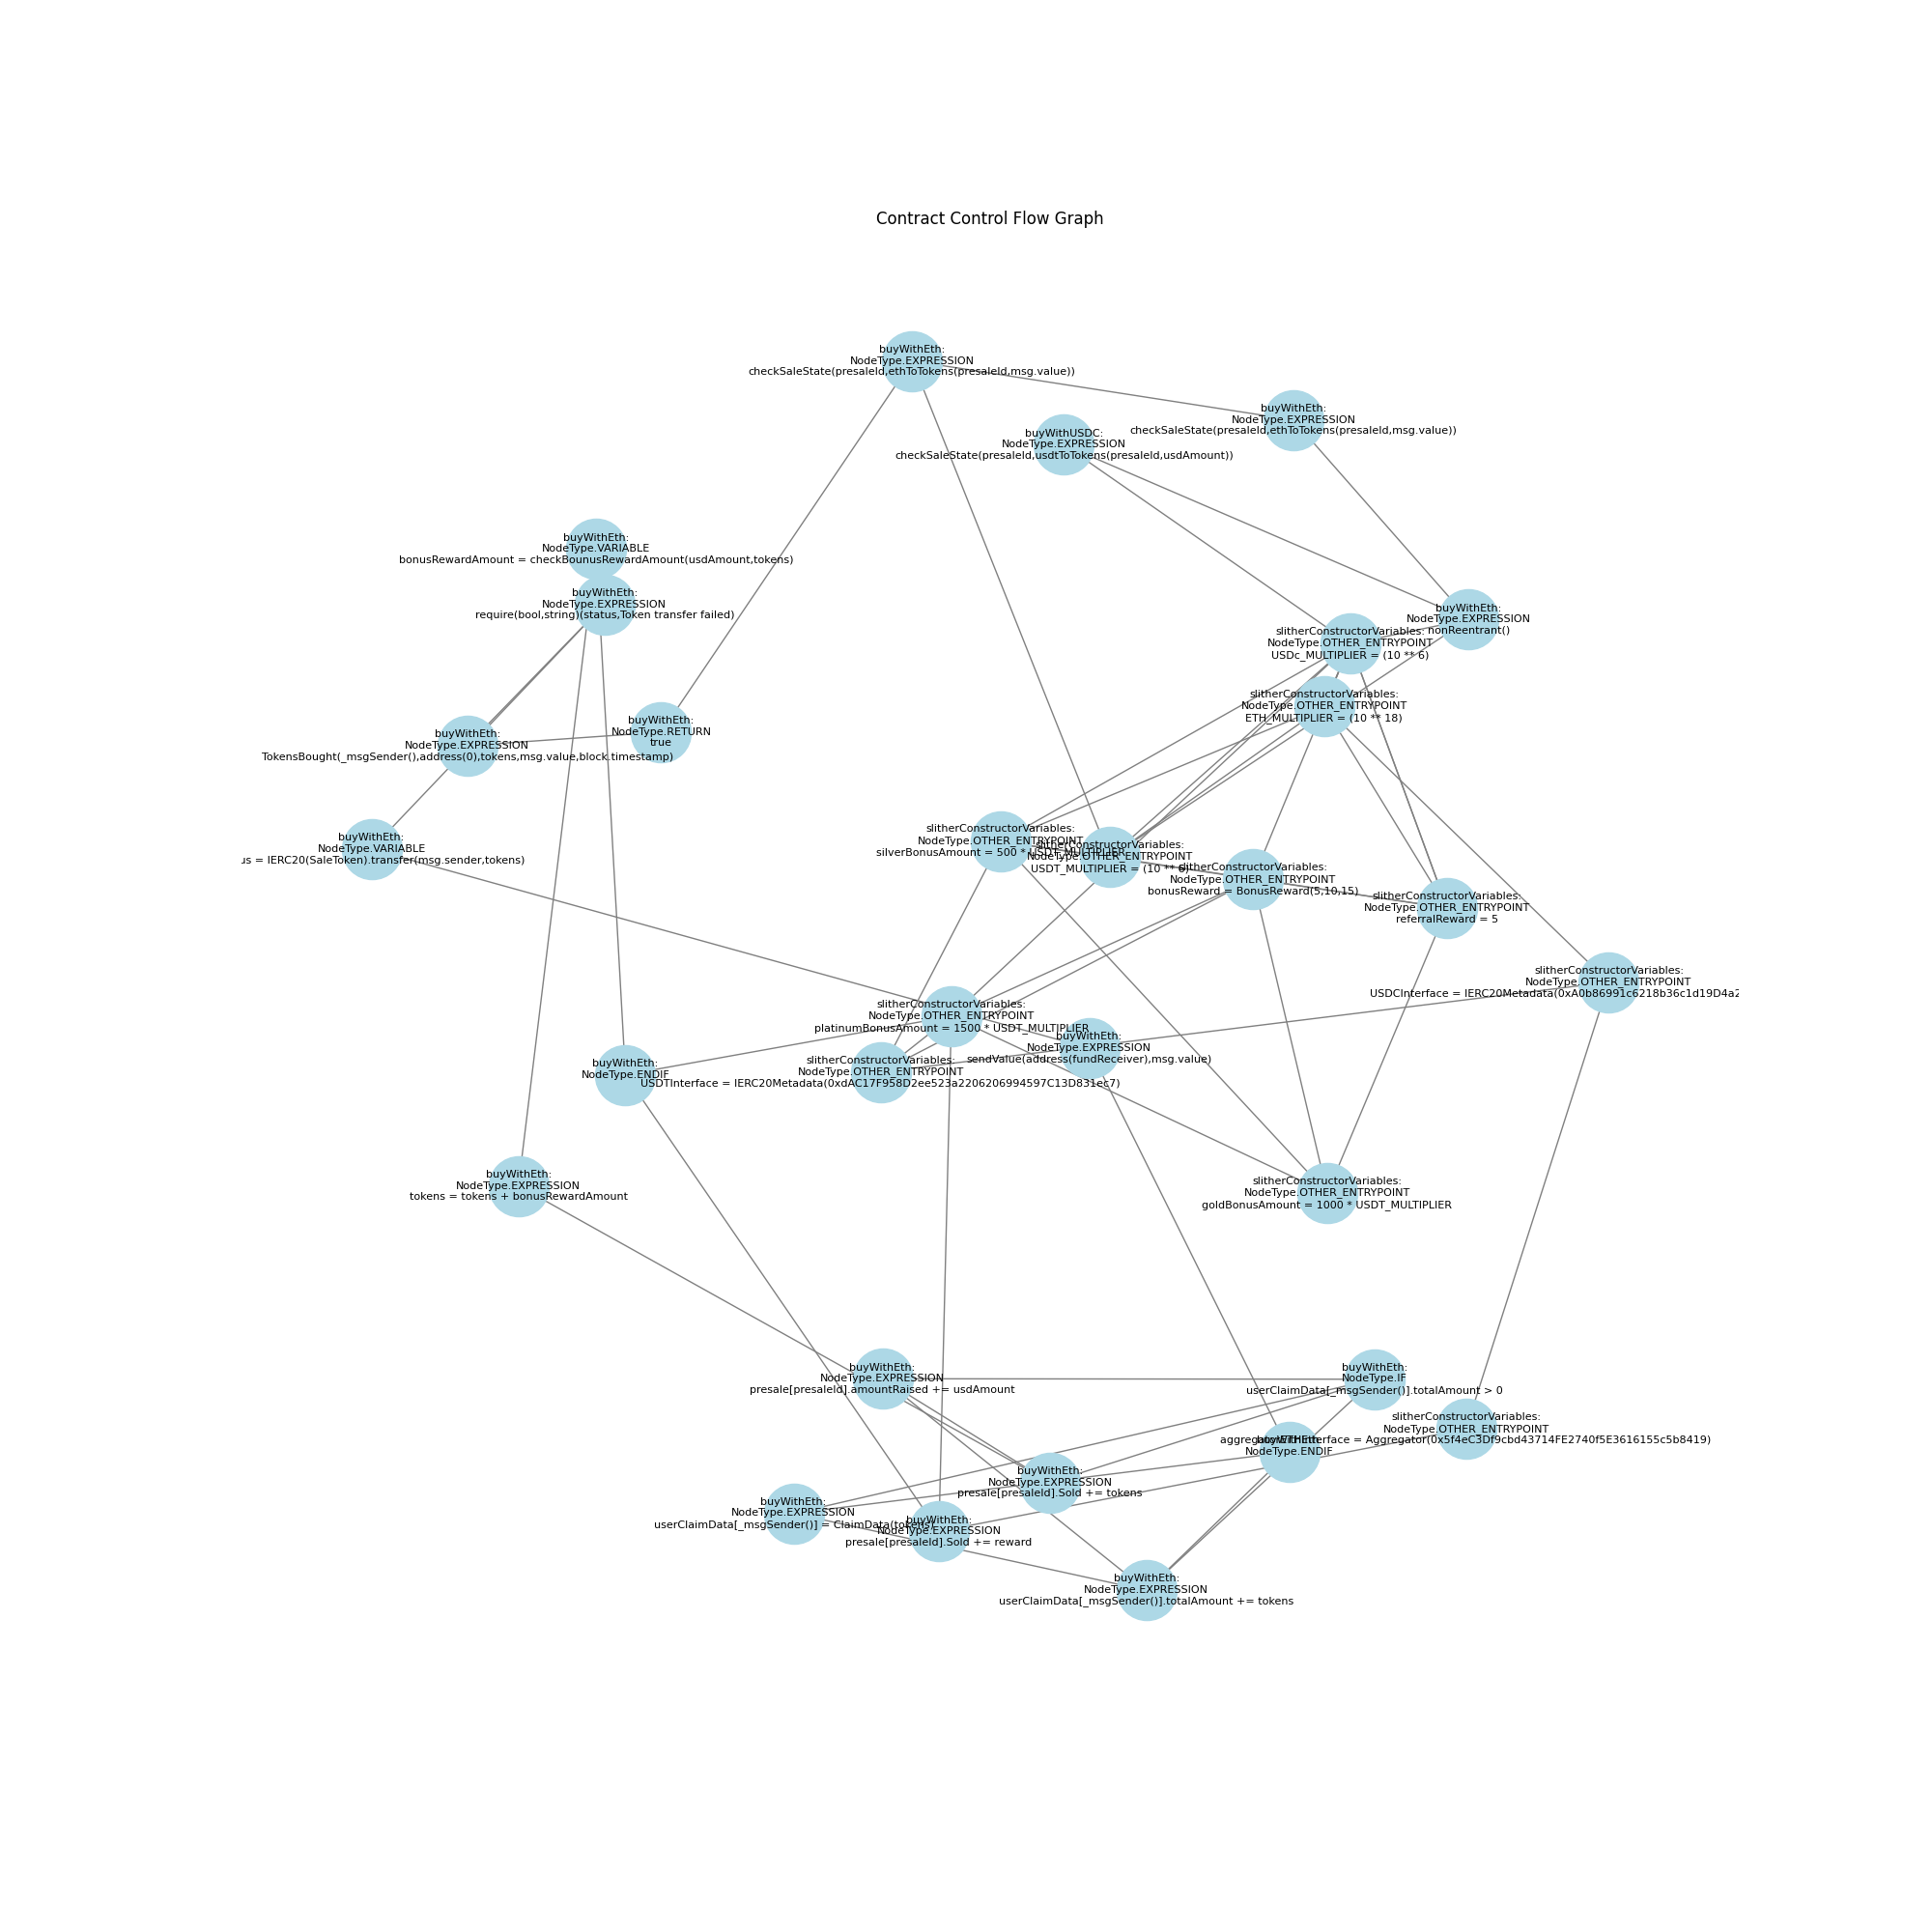 Contract Control Flow Graph
buyWithEth:
NodeType.EXPRESSION
checkSaleState(presaleId,ethToTokens(presaleId,msg.value))
buyWithEth:
NodeType.EXPRESSION
checkSaleState(presaleId,ethToTokens(presaleId,msg.value))
buyWithUSDC:
NodeType.EXPRESSION
checkSaleState(presaleId,usdtToTokens(presaleId,usdAmount))
buyWithEth:
NodeType.VARIABLE
bonusRewardAmount = checkBounusRewardAmount(usdAmount,tokens)
buyWithEth:
NodeType.EXPRESSION
require(bool,string)(status,Token transfer failed)
buyWithEth:
NodeType.EXPRESSION
nonReentrant()
slitherConstructorVariables:
NodeType.OTHER_ENTRYPOINT
USDc_MULTIPLIER = (10 ** 6)
slitherConstructorVariables:
NodeType.OTHER_ENTRYPOINT
ETH_MULTIPLIER = (10 ** 18)
buyWithEth:
NodeType.RETURN
true
buyWithEth:
NodeType.EXPRESSION
TokensBought(_msgSender(),address(0),tokens,msg.value,block.timestamp)
buyWithEth:
NodeType.VARIABLE
us = IERC20(SaleToken).transfer(msg.sender,tokens)
slitherConstructorVariables:
NodeType.OTHER_ENTRYPOINT
silverBonusAmount = 500 * USDT_MULTIPLIER
slitherConstructorVariables:
NodeType.OTHER_ENTRYPOINT
USDT_MULTIPLIER = (10 ** 6)
slitherConstructorVariables:
NodeType.OTHER_ENTRYPOINT
bonusReward = BonusReward(5,10,15)
slitherConstructorVariables:
NodeType.OTHER_ENTRYPOINT
referralReward = 5
slitherConstructorVariables:
NodeType.OTHER_ENTRYPOINT
USDCInterface = IERC20Metadata(0xA0b86991c6218b36c1d19D4a2
slitherConstructorVariables:
NodeType.OTHER_ENTRYPOINT
platinumBonusAmount = 1500 * USDT_MULTIPLIER
buyWithEth:
NodeType.EXPRESSION
sendValue(address(fundReceiver),msg.value)
slitherConstructorVariables:
NodeType.OTHER_ENTRYPOINT
USDTInterface = IERC20Metadata(0xdAC17F958D2ee523a2206206994597C13D831ec7)
buyWithEth:
NodeType.ENDIF
buyWithEth:
NodeType.EXPRESSION
tokens = tokens + bonusRewardAmount
slitherConstructorVariables:
NodeType.OTHER_ENTRYPOINT
goldBonusAmount = 1000 * USDT_MULTIPLIER
buyWithEth:
NodeType.EXPRESSION
presale[presaleId].amountRaised += usdAmount
buyWithEth:
NodeType.IF
userClaimData[_msgSender()].totalAmount > 0
slitherConstructorVariables:
NodeType.OTHER_ENTRYPOINT
aggregatorETHInterface = Aggregator(0x5f4eC3Df9cbd43714FE2740f5E3616155c5b8419)
buyWithEth:
NodeType.ENDIF
buyWithEth:
NodeType.EXPRESSION
presale[presaleId].Sold += tokens
buyWithEth:
NodeType.EXPRESSION
userClaimData[_msgSender()] = ClaimData(tokens)
buyWithEth:
NodeType.EXPRESSION
presale[presaleId].Sold += reward
buyWithEth:
NodeType.EXPRESSION
userClaimData[_msgSender()].totalAmount += tokens